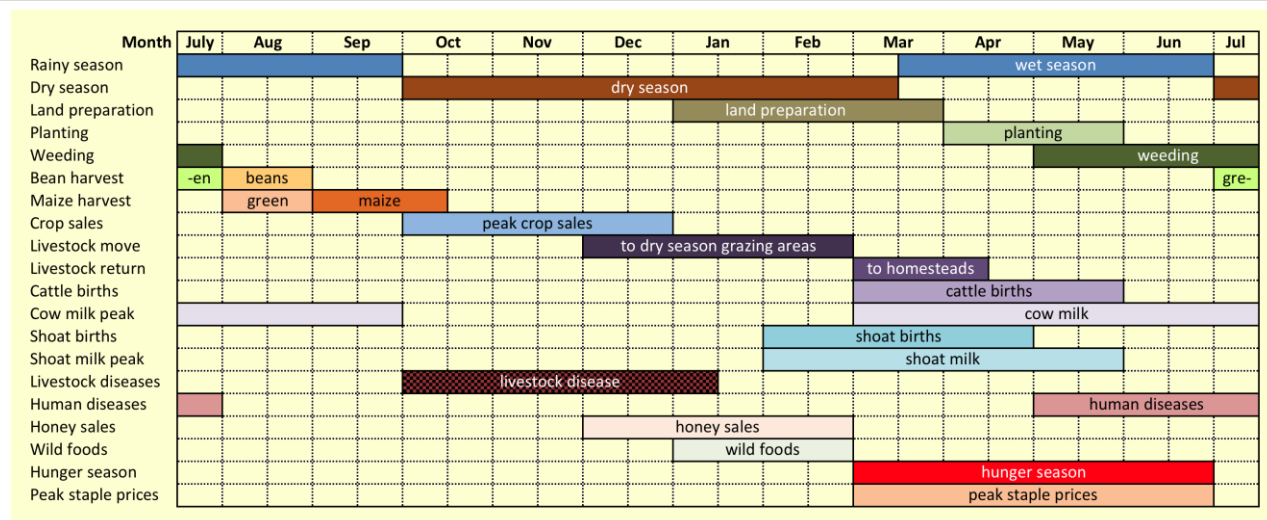 Month July Aug Sep Oct Nov Dec Jan Feb Mar Apr May Jun Jul
Rainy season wet season
Dry season dry season
Land preparation land preparation
Planting planting
Weeding weeding
Bean harvest -en beans gre-
Maize harvest green maize
Crop sales peak crop sales
Livestock move to dry season grazing areas
Livestock return to homesteads
Cattle births cattle births
Cow milk peak cow milk
Shoat births shoat births
Shoat milk peak shoat milk
Livestock diseases livestock disease
Human diseases human diseases
Honey sales honey sales
Wild foods wild foods
Hunger season hunger season
Peak staple prices peak staple prices